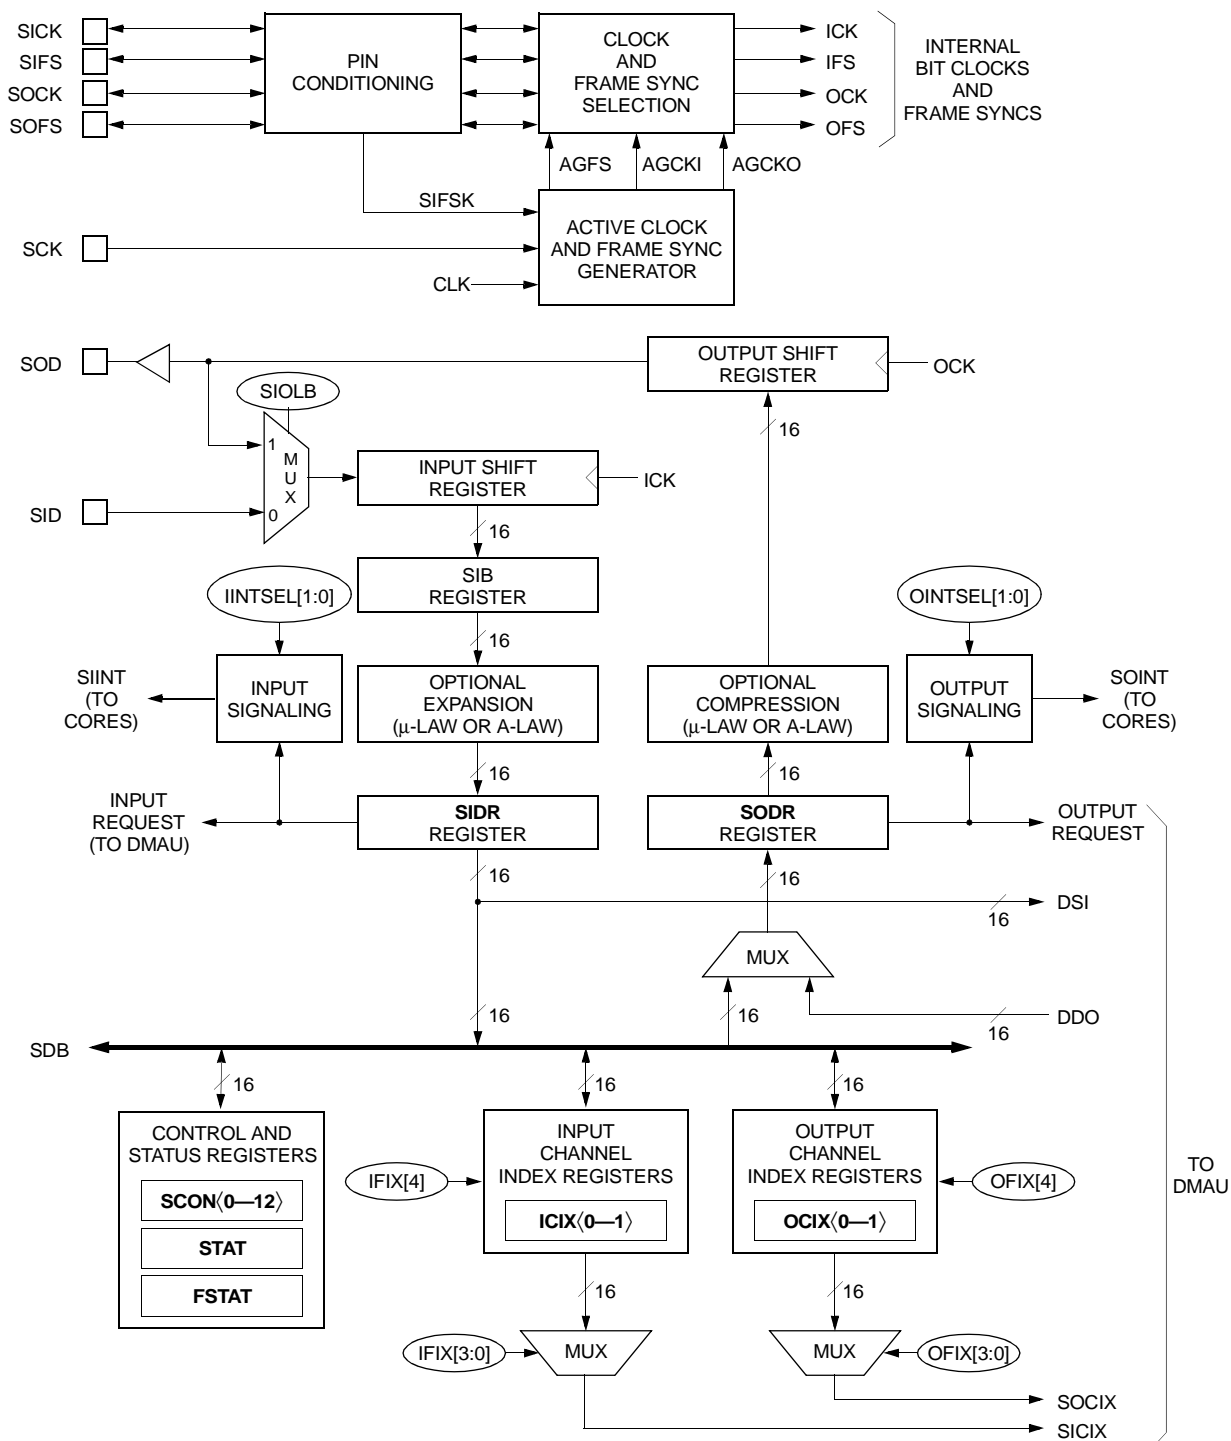 SICK
SIFS
SOCK
SOFS
PIN
CONDITIONING
CLOCK
AND
FRAME SYNC
SELECTION
ICK
IFS
OCK
OFS
INTERNAL
BIT CLOCKS
AND
FRAME SYNCS
AGFS
AGCKI
AGCKO
SIFSK
SCK
CLK
ACTIVE CLOCK
AND FRAME SYNC
GENERATOR
SOD
OUTPUT SHIFT
REGISTER
OCK
SIOLB
16
1
MUX
0
INPUT SHIFT
REGISTER
ICK
SID
16
SIB
REGISTER
IINTSEL[1:0]
OINTSEL[1:0]
16
SIINT
(TO
CORES)
INPUT
SIGNALING
OPTIONAL
EXPANSION
(μ-LAW OR A-LAW)
OPTIONAL
COMPRESSION
(μ-LAW OR A-LAW)
OUTPUT
SIGNALING
SOINT
(TO
CORES)
16
16
INPUT
REQUEST
(TO DMAU)
SIDR
REGISTER
SODR
REGISTER
OUTPUT
REQUEST
16
16
16
DSI
MUX
16
16
16
DDO
SDB
16
16
16
CONTROL AND
STATUS REGISTERS
SCON⟨0—12⟩
STAT
FSTAT
IFIX[4]
INPUT
CHANNEL
INDEX REGISTERS
ICIX⟨0—1⟩
OUTPUT
CHANNEL
INDEX REGISTERS
OCIX⟨0—1⟩
OFIX[4]
TO
DMAU
16
16
IFIX[3:0]
MUX
MUX
OFIX[3:0]
SOCIX
SICIX